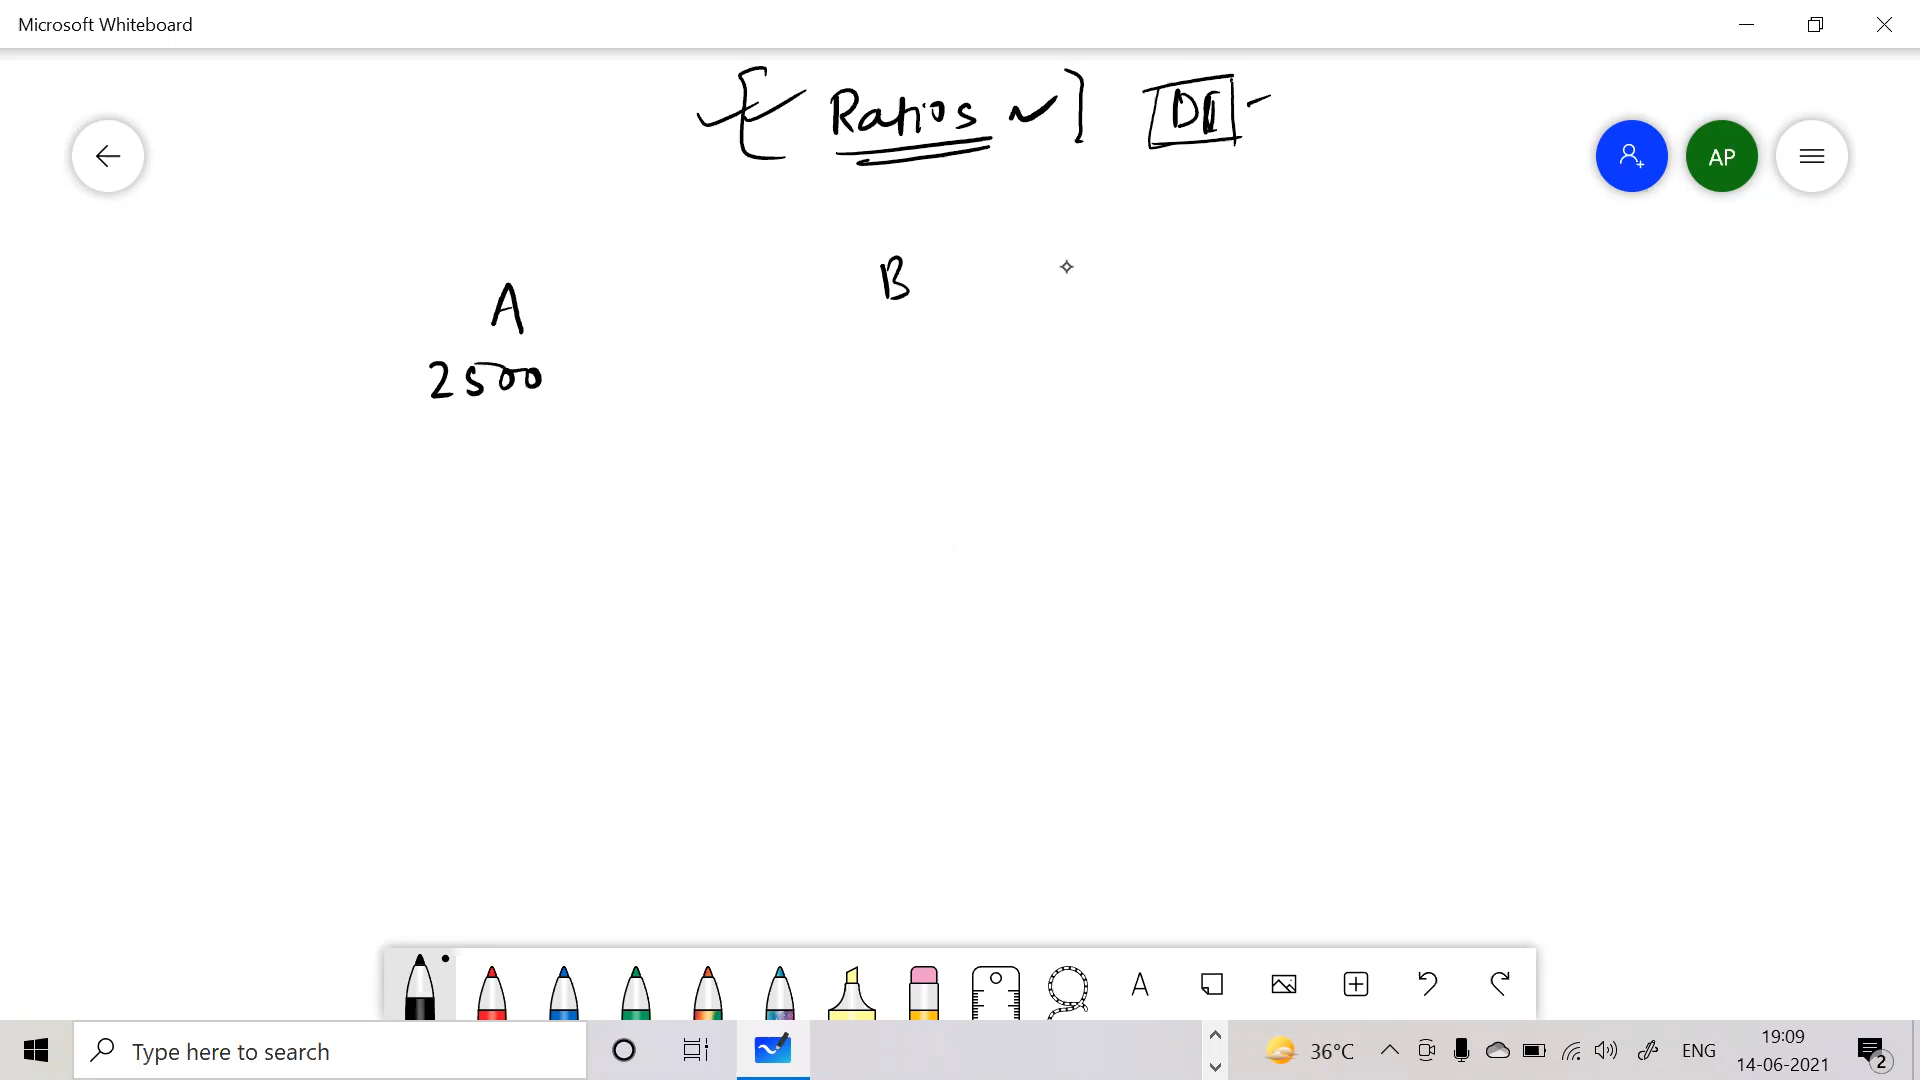 Microsoft Whiteboard
{ Ratios ] DI
AP
B
A
2500
A
Type here to search
36°C
ENG
19:09
14-06-2021
2